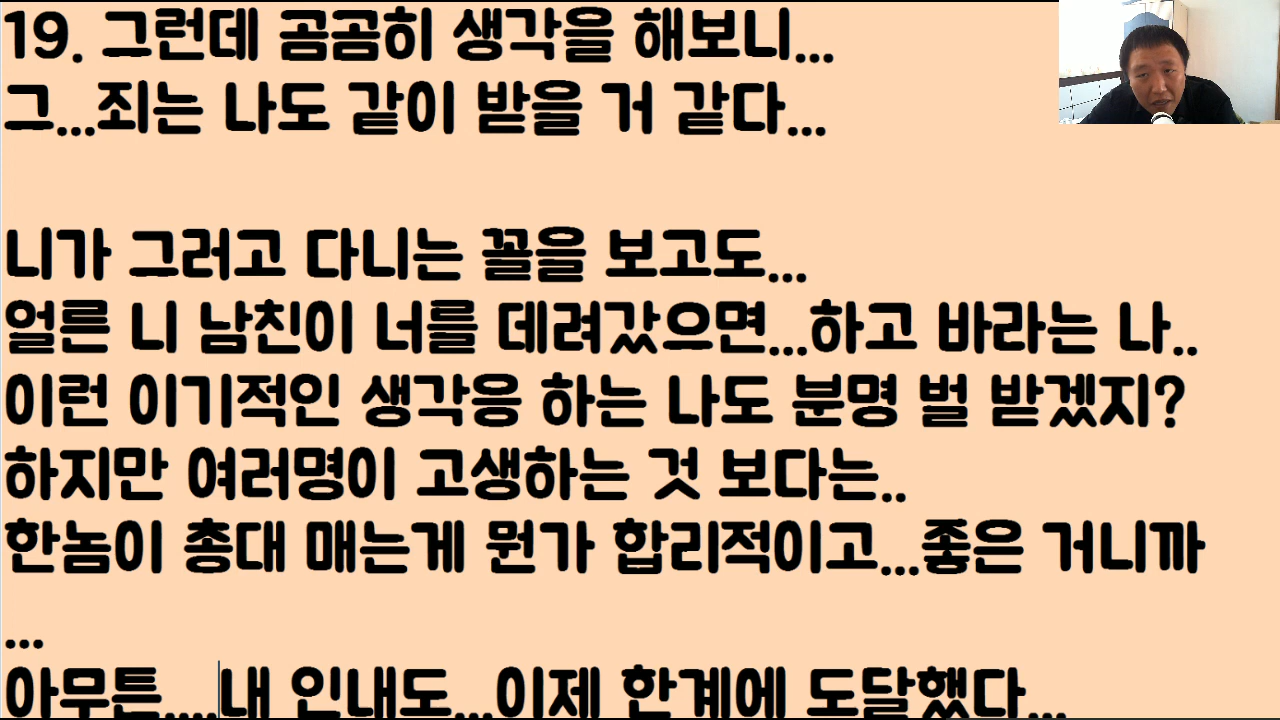 19. 그런데 곰곰히 생각을 해보니...
그...죄는 나도 같이 받을 거 같다...
니가 그러고 다니는 꼴을 보고도...
얼른 니 남친이 너를 데려갔으면...하고 바라는 나..
이런 이기적인 생각응 하는 나도 분명 벌 받겠지?
하지만 여러명이 고생하는 것 보다는..
한놈이 총대 매는게 뭔가 합리적이고...좋은 거니까
...
아무튼....내 인내도...이제 한계에 도달했다...